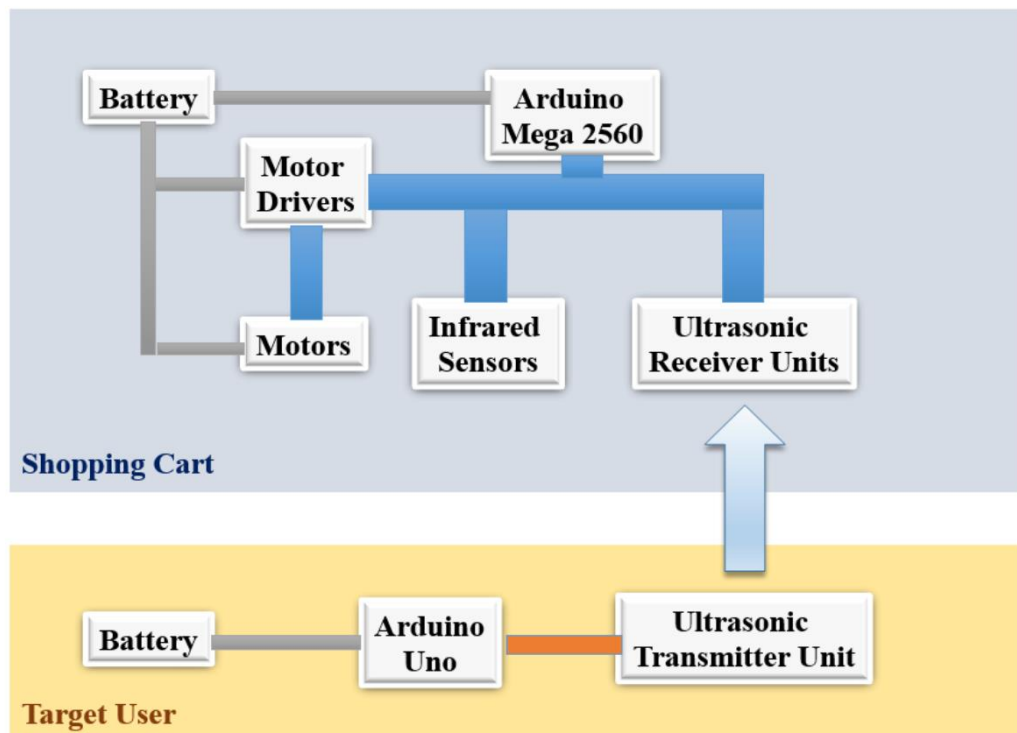 Battery
Arduino
Mega 2560
Motor
Drivers
Motors
Infrared
Sensors
Ultrasonic
Receiver Units
Shopping Cart
Battery
Arduino
Uno
Ultrasonic
Transmitter Unit
Target User